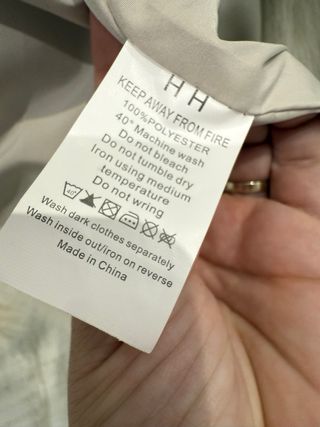 H H
KEEP AWAY FROM FIRE
100%POLYESTER
40° Machine wash
Do not bleach
Do not tumble dry
Iron using medium
temperature
Do not wring
40°
Wash dark clothes separately
Wash inside out/iron on reverse
Made in China